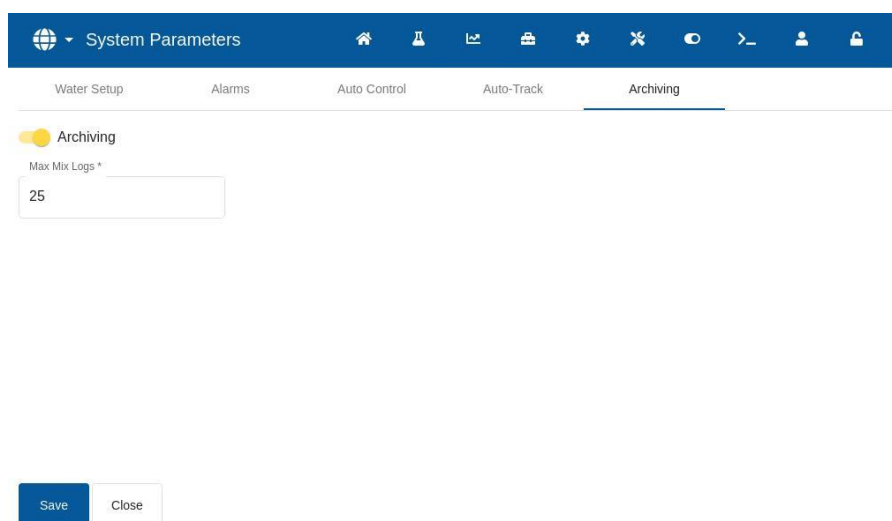 System Parameters
Water Setup Alarms Auto Control Auto-Track Archiving
Archiving
Max Mix Logs *
25
Save Close